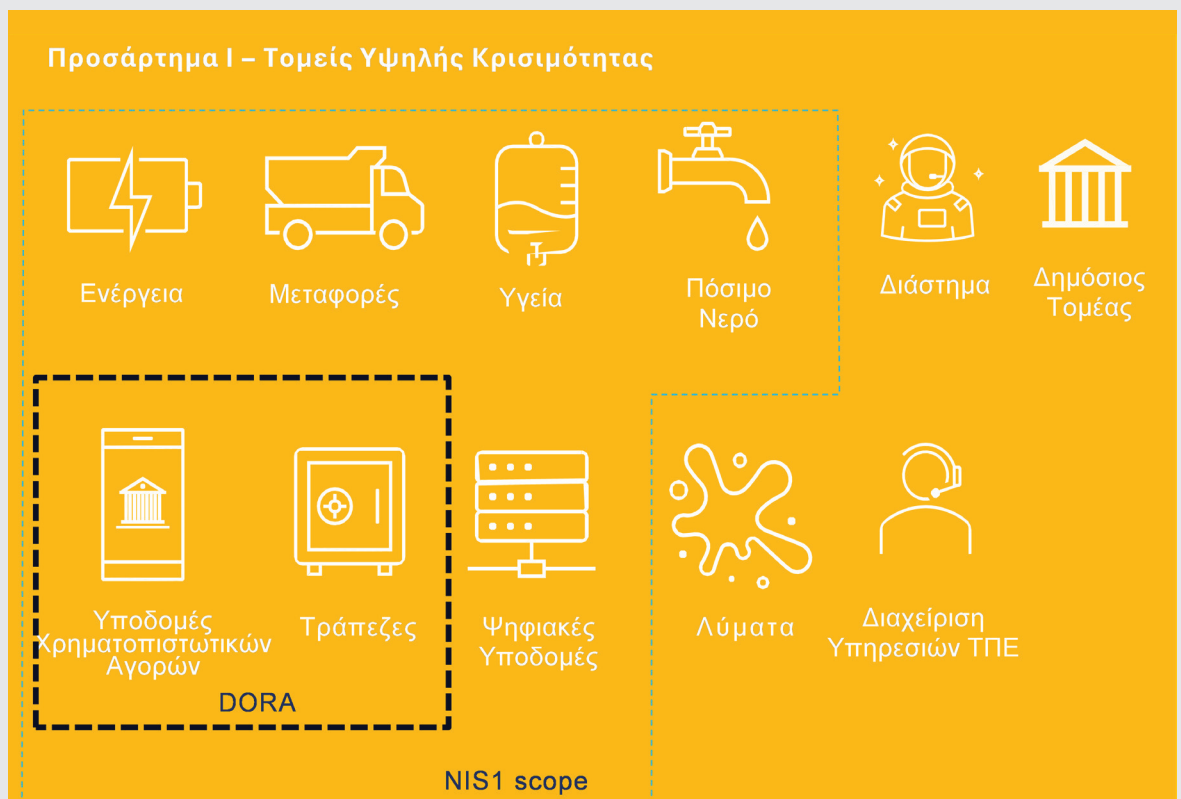 Προσάρτημα Ι – Τομείς Υψηλής Κρισιμότητας
Ενέργεια
Μεταφορές
Υγεία
Πόσιμο
Νερό
Διάστημα
Δημόσιος
Τομέας
Υποδομές
Χρηματοπιστωτικών
Αγορών
Τράπεζες
Ψηφιακές
Υποδομές
Λύματα
Διαχείριση
Υπηρεσιών ΤΠΕ
DORA
NIS1 scope